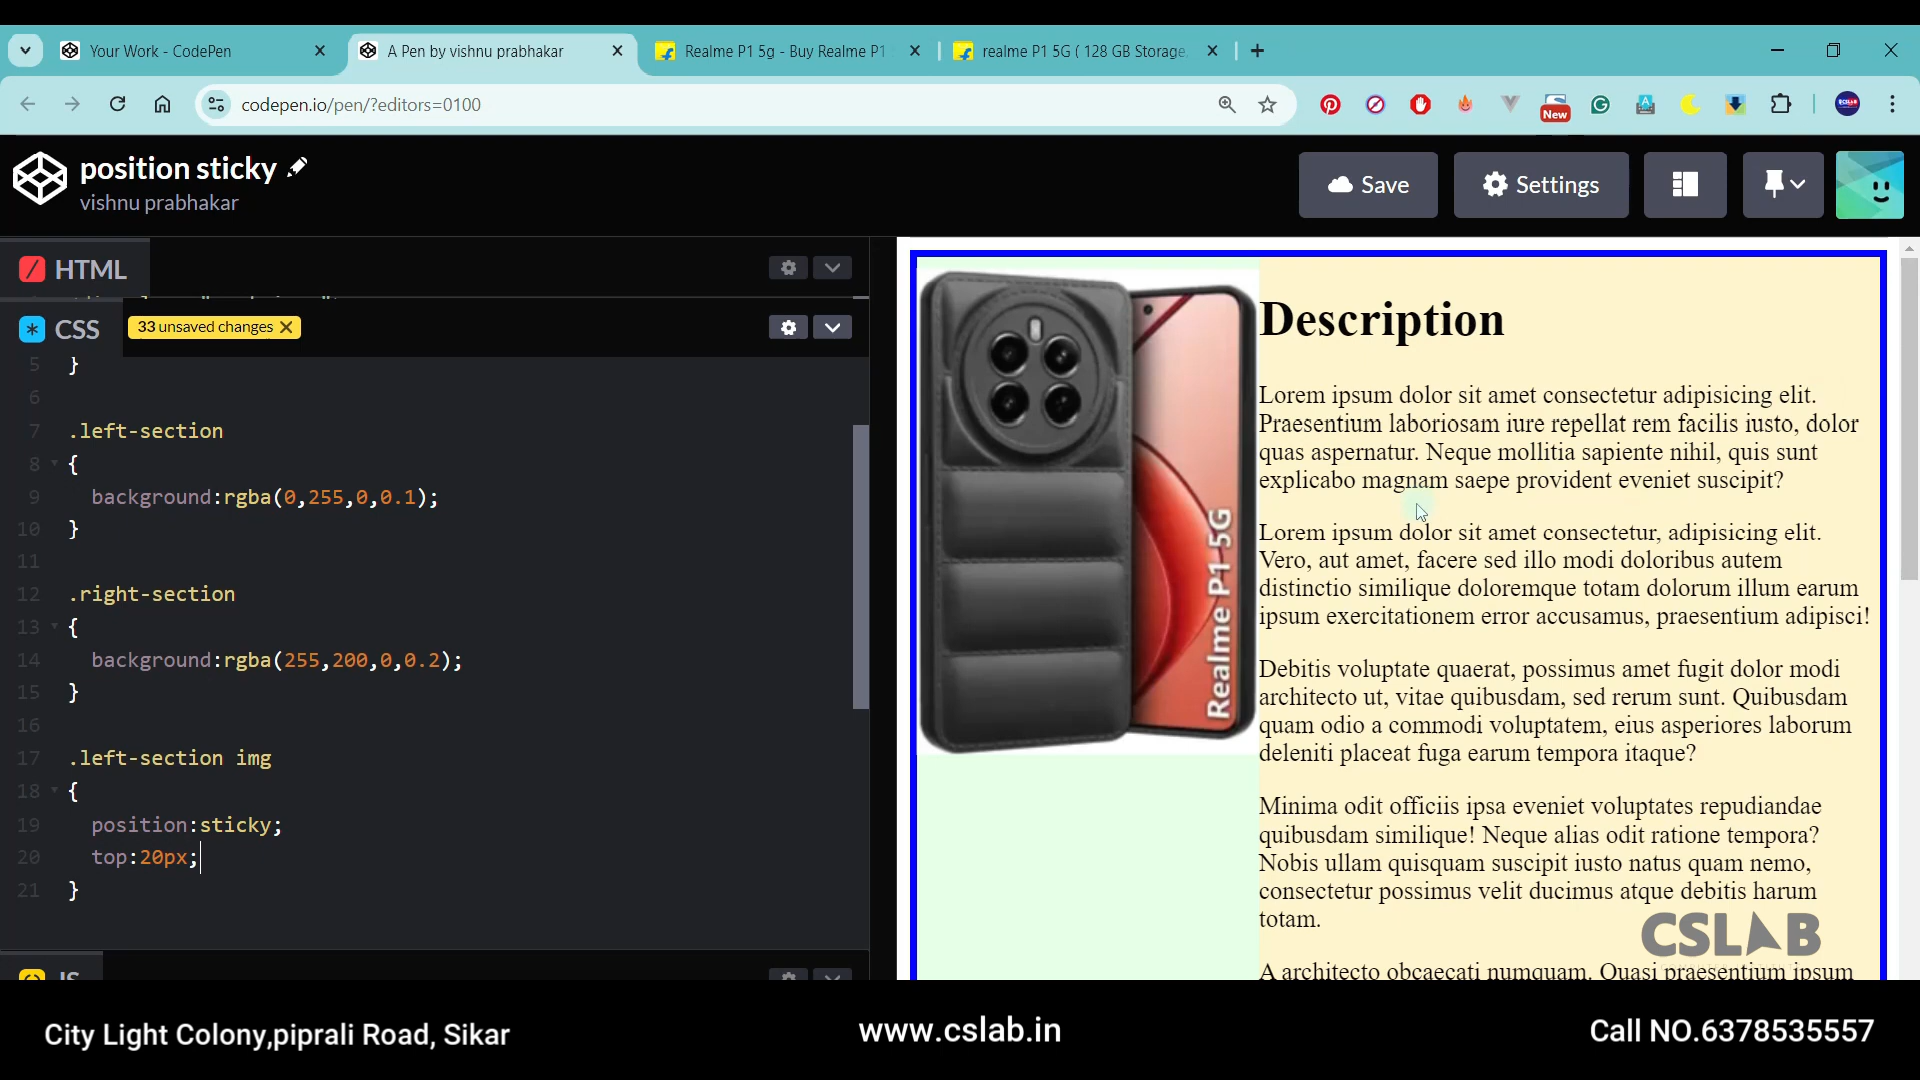 Your Work - CodePen
A Pen by vishnu prabhakar
Realme P1 5g - Buy Realme P1
realme P1 5G ( 128 GB Storage,
codepen.io/pen/?editors=0100
New
position sticky
vishnu prabhakar
Save
Settings
HTML
CSS
33 unsaved changes
5 }
6
7 .left-section
8 {
9 background:rgba(0,255,0,0.1);
10 }
11
12 .right-section
13 {
14 background:rgba(255,200,0,0.2);
15 }
16
17 .left-section img
18 {
19 position:sticky;
20 top:20px;
21 }
JS
Realme P1 5G
Description
Lorem ipsum dolor sit amet consectetur adipisicing elit.
Praesentium laboriosam iure repellat rem facilis iusto, dolor
quas aspernatur. Neque mollitia sapiente nihil, quis sunt
explicabo magnam saepe provident eveniet suscipit?
Lorem ipsum dolor sit amet consectetur, adipisicing elit.
Vero, aut amet, facere sed illo modi doloribus autem
distinctio similique doloremque totam dolorum illum earum
ipsum exercitationem error accusamus, praesentium adipisci!
Debitis voluptate quaerat, possimus amet fugit dolor modi
architecto ut, vitae quibusdam, sed rerum sunt. Quibusdam
quam odio a commodi voluptatem, eius asperiores laborum
deleniti placeat fuga earum tempora itaque?
Minima odit officiis ipsa eveniet voluptates repudiandae
quibusdam similique! Neque alias odit ratione tempora?
Nobis ullam quisquam suscipit iusto natus quam nemo,
consectetur possimus velit ducimus atque debitis harum
totam.
A architecto obcaecati numquam. Quasi praesentium ipsum
CSLAB
City Light Colony,piprali Road, Sikar
www.cslab.in
Call NO.6378535557